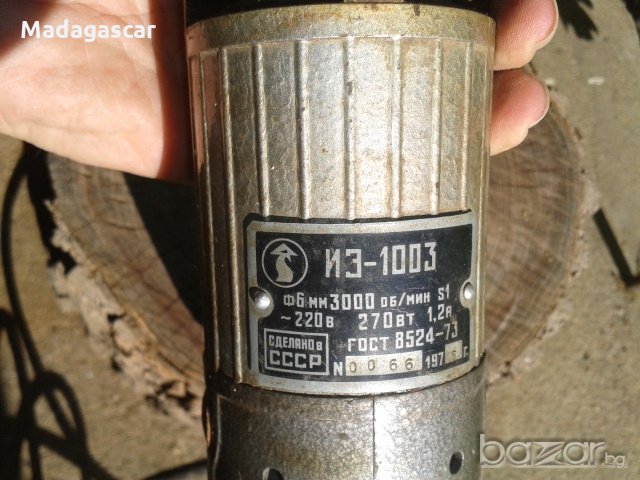 Madagascar
ИЭ-1003
ф6мм 3000 об/мин S1
~220в 270вт 1,2а
СДЕЛАНО В СССР
ГОСТ 8524-73
N 0066 197 г.
bazar.bg